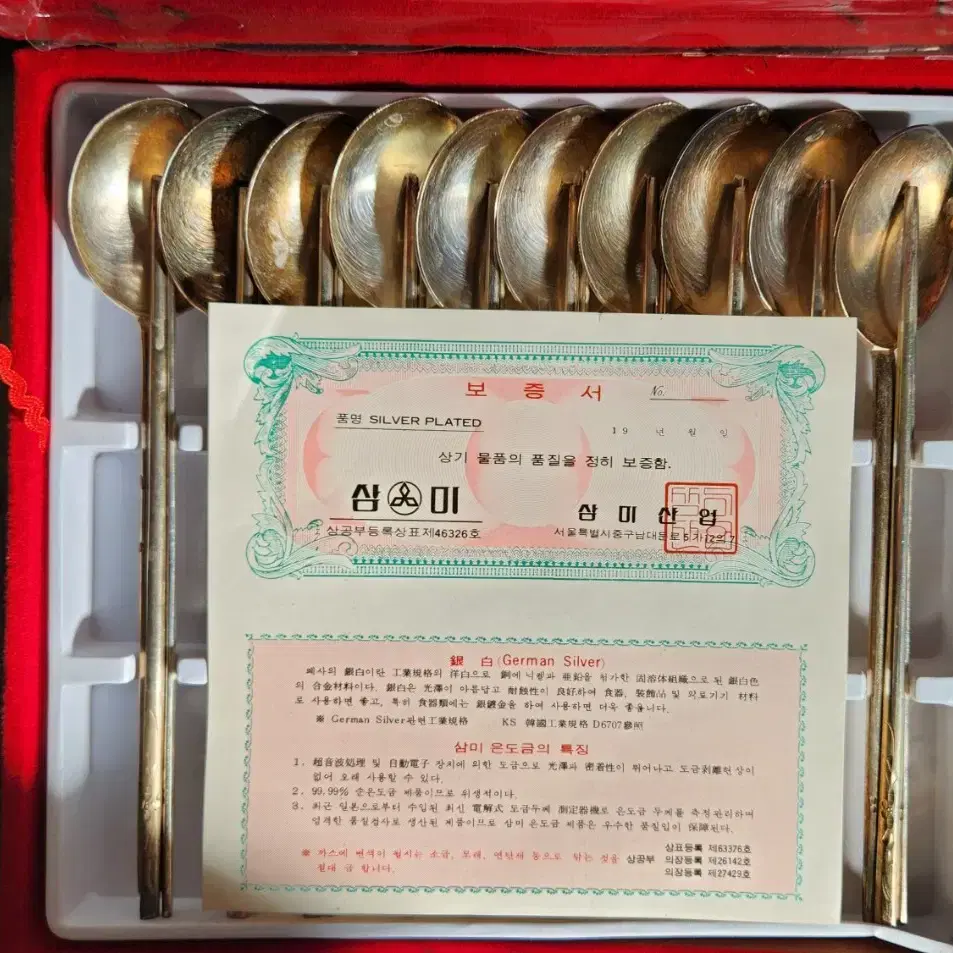 보 증 서
No.
품명 SILVER PLATED
19 년 월 일
상기 물품의 품질을 정히 보증함.
삼 미
삼 미 산 업
상공부등록상표제46326호
서울특별시중구남대문로5가
銀 白 (German Silver)
폐사의 銀白이란 工業規格의 洋白으로 銅에 닉켈과 亜鉛을 첨가한 固溶体組織으로 된 銀白色
의 合金材料이다. 銀白은 光澤이 아름답고 耐蝕性이 良好하여 食器, 装飾品 및 의료기기 材料
로 사용하면 좋고, 특히 食器類에는 銀鍍金을 하여 사용하면 더욱 좋읍니다.
※ German Silver관련工業規格 KS 韓國工業規格 D6707參照
삼미 은도금의 특징
1. 超音波処理 및 自動電子 장치에 의한 도금으로 光澤과 密着性이 뛰어나고 도금剥離현상이
없어 오래 사용할 수 있다.
2. 99.99% 순은도금 제품이므로 위생적이다.
3. 최근 일본으로부터 수입된 최신 電解式 도금두께 測定器機로 은도금 두께를 측정관리하며
엄격한 품질검사로 생산된 제품이므로 삼미 은도금 제품은 우수한 품질임이 保障된다.
※ 가스에 변색이 될시는 소금, 모래, 연탄재 등으로 닦는 것을
절대 금 합니다.
상공부
상표등록 제63376호
의장등록 제26142호
의장등록 제27429호